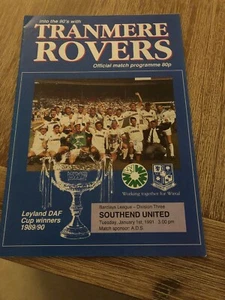 Into the 90's with
TRANMERE
ROVERS
Official match programme 80p
Working together for Wirral
Leyland DAF
Cup winners
1989/90
Barclays League - Division Three
SOUTHEND UNITED
Tuesday, January 1st, 1991 3.00 pm
Match sponsor: A.D.S.